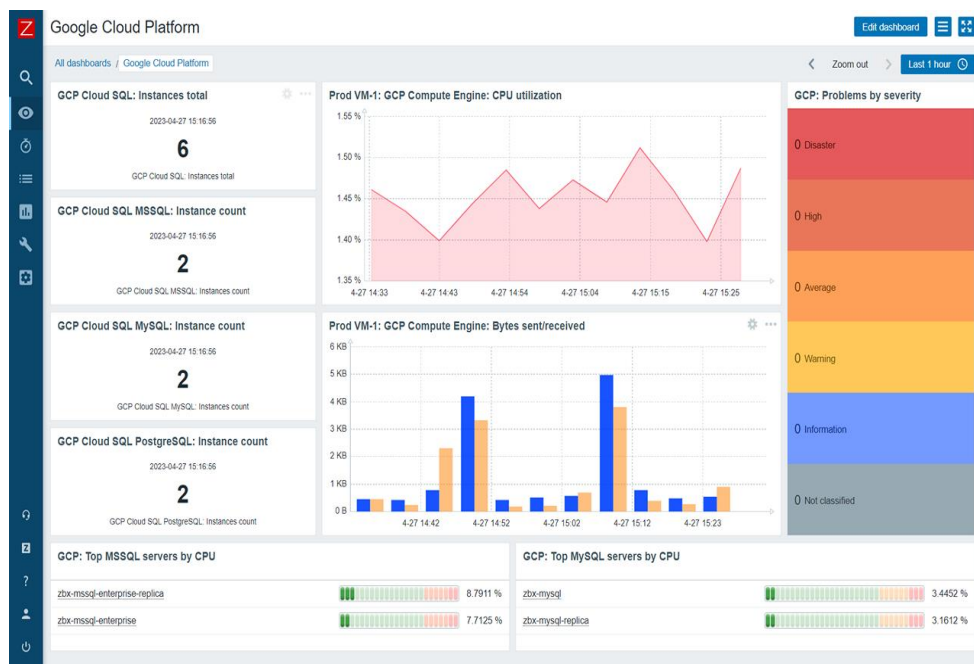 Z
Google Cloud Platform
Edit dashboard
All dashboards / Google Cloud Platform
Zoom out
Last 1 hour
GCP Cloud SQL: Instances total
2023-04-27 15:16:56
6
GCP Cloud SQL: Instances total
GCP Cloud SQL MSSQL: Instance count
2023-04-27 15:16:56
2
GCP Cloud SQL MSSQL: Instances count
GCP Cloud SQL MySQL: Instance count
2023-04-27 15:16:56
2
GCP Cloud SQL MySQL: Instances count
GCP Cloud SQL PostgreSQL: Instance count
2023-04-27 15:16:56
2
GCP Cloud SQL PostgreSQL: Instances count
Prod VM-1: GCP Compute Engine: CPU utilization
1.55 %
1.50 %
1.45 %
1.40 %
1.35 %
4-27 14:33 4-27 14:43 4-27 14:54 4-27 15:04 4-27 15:15 4-27 15:25
Prod VM-1: GCP Compute Engine: Bytes sent/received
6 KB
5 KB
4 KB
3 KB
2 KB
1 KB
0 B
4-27 14:42 4-27 14:52 4-27 15:02 4-27 15:12 4-27 15:23
GCP: Problems by severity
0 Disaster
0 High
0 Average
0 Warning
0 Information
0 Not classified
Z
?
GCP: Top MSSQL servers by CPU
zbx-mssql-enterprise-replica 8.7911 %
zbx-mssql-enterprise 7.7125 %
GCP: Top MySQL servers by CPU
zbx-mysql 3.4452 %
zbx-mysql-replica 3.1612 %